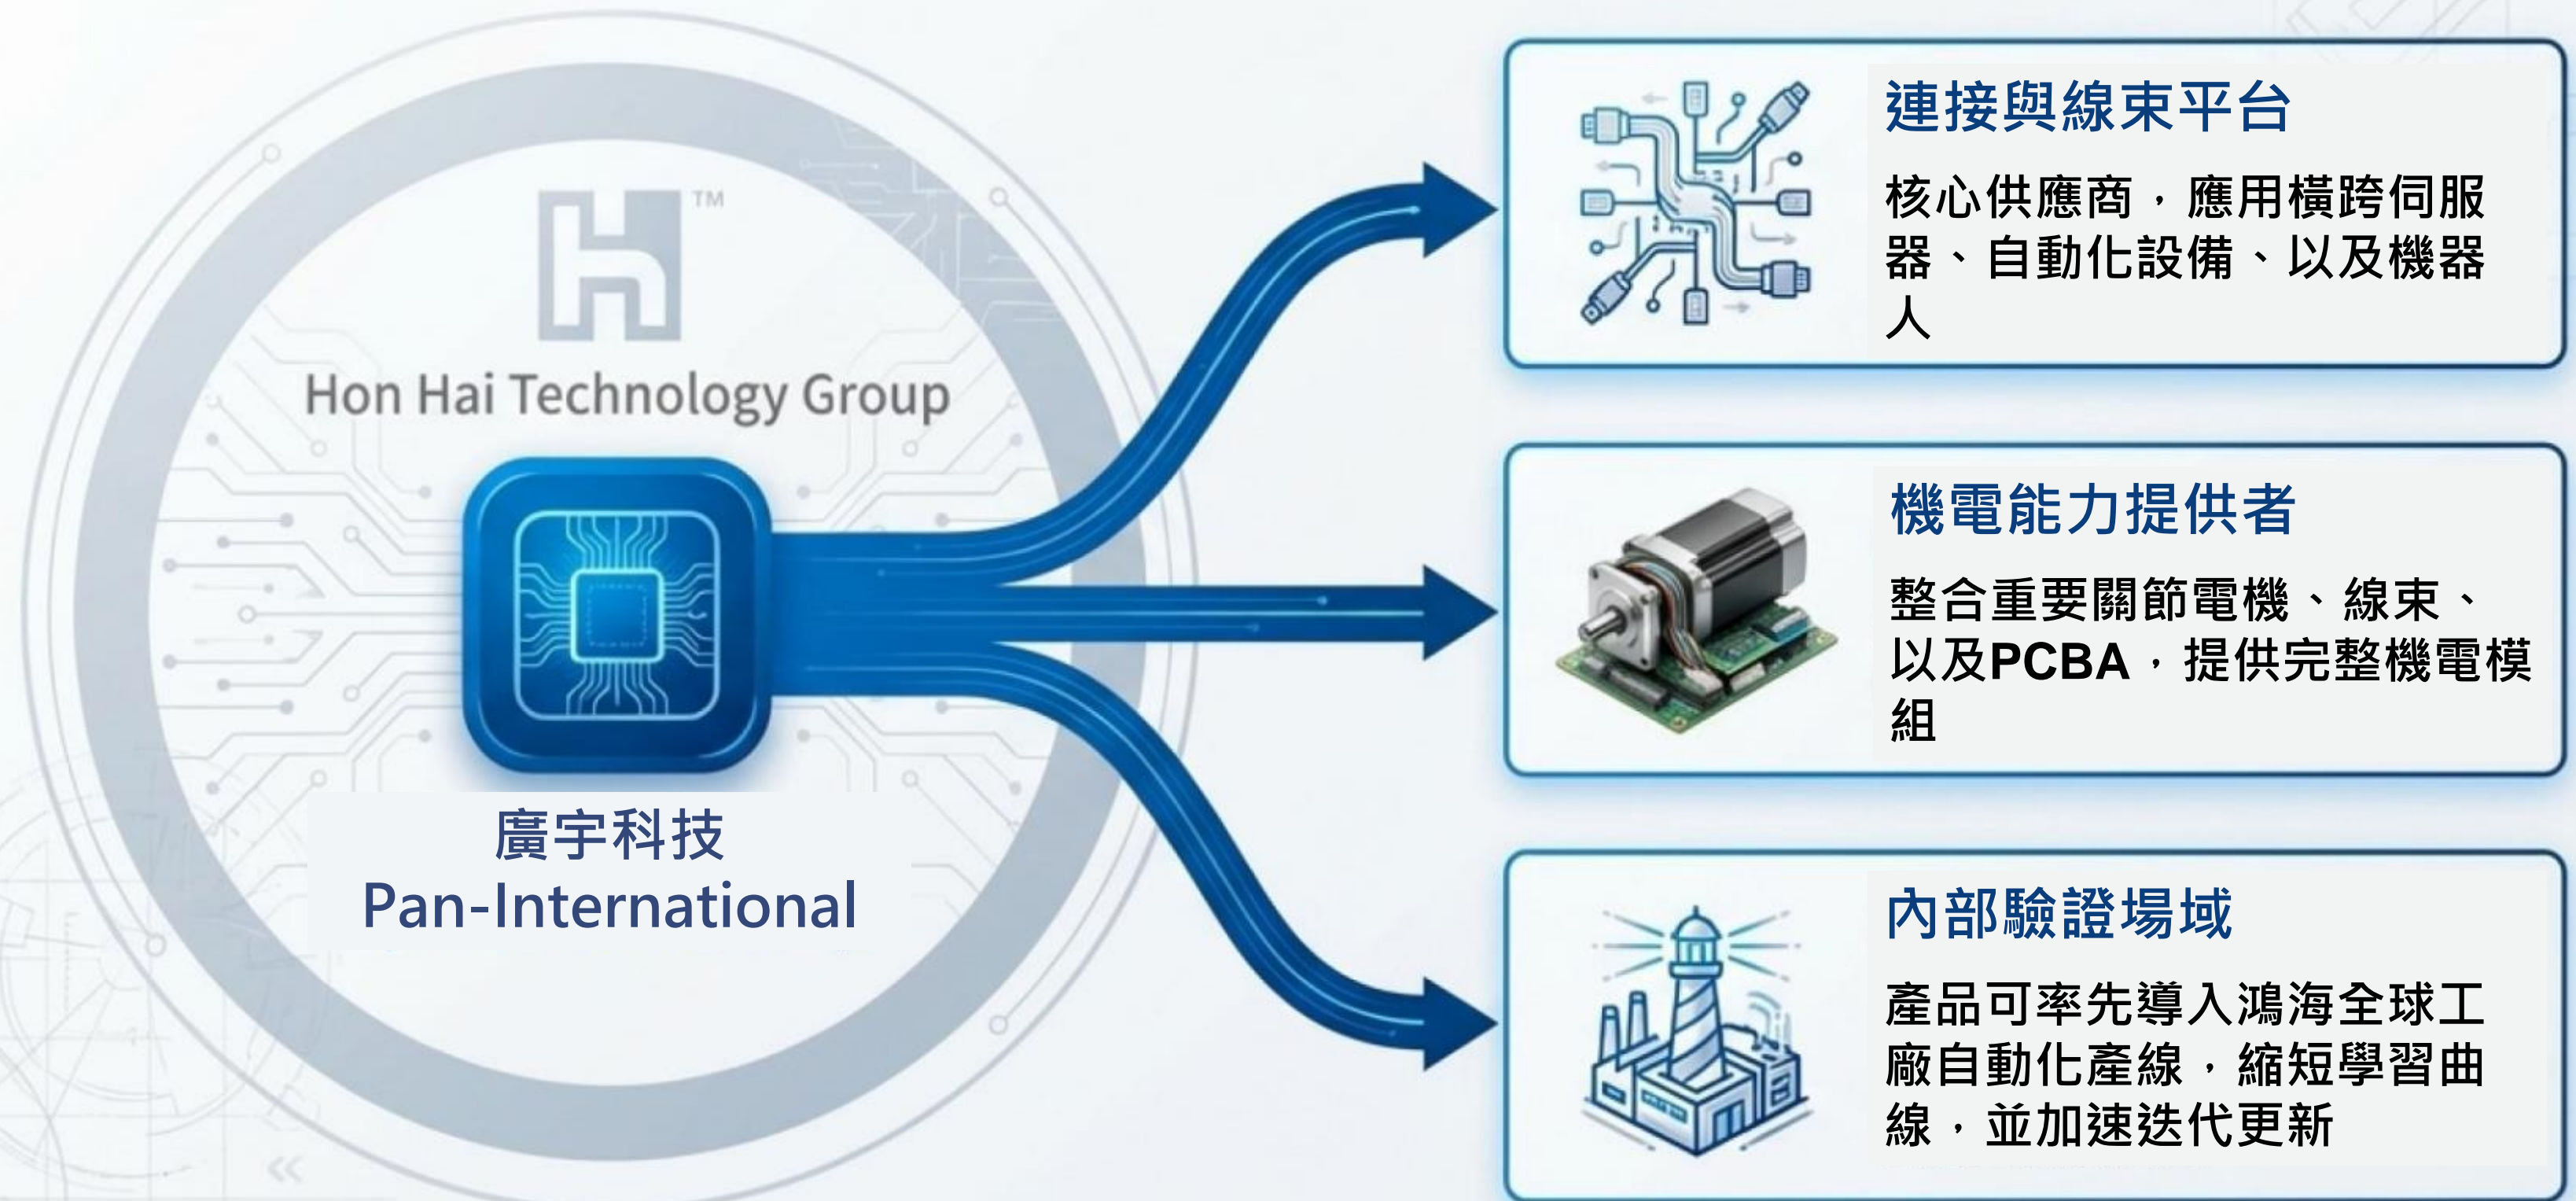 TM
Hon Hai Technology Group
廣宇科技
Pan-International
連接與線束平台
核心供應商，應用橫跨伺服
器、自動化設備、以及機器
人
機電能力提供者
整合重要關節電機、線束、
以及PCBA，提供完整機電模
組
內部驗證場域
產品可率先導入鴻海全球工
廠自動化產線，縮短學習曲
線，並加速迭代更新